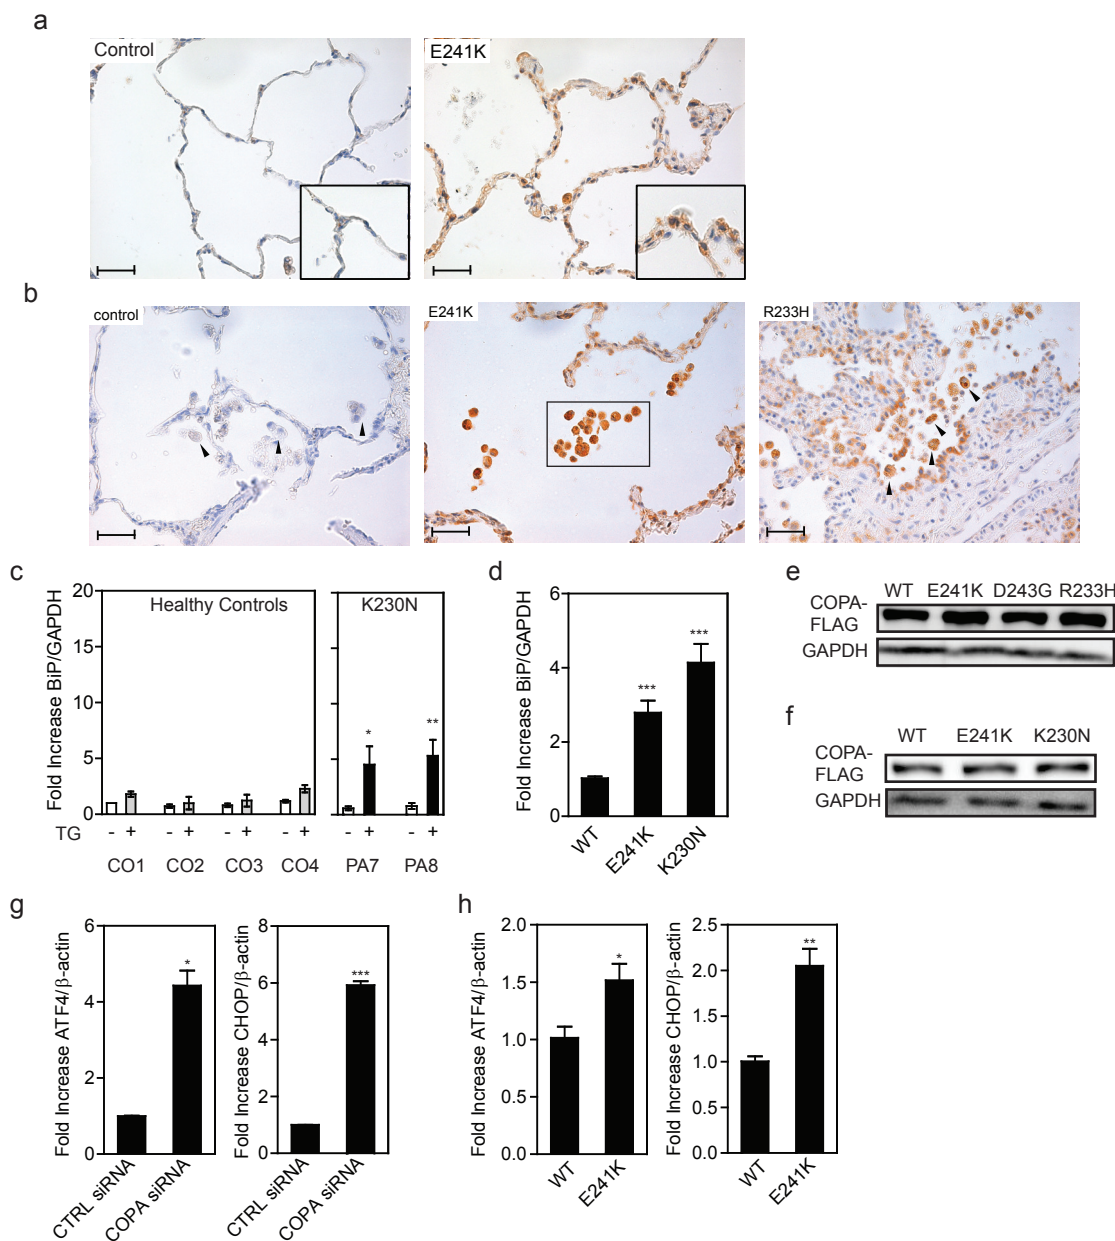 a
Control
E241K
b
control
E241K
R233H
c
Fold Increase BiP/GAPDH
20
15
10
5
0
Healthy Controls
K230N
*
**
TG - + - + - + - + - + - +
CO1 CO2 CO3 CO4 PA7 PA8
d
Fold Increase BiP/GAPDH
6
4
2
0
***
***
WT E241K K230N
e
WT E241K D243G R233H
COPA-
FLAG
GAPDH
f
WT E241K K230N
COPA-
FLAG
GAPDH
g
Fold Increase ATF4/β-actin
6
4
2
0
*
CTRL siRNA COPA siRNA
Fold Increase CHOP/β-actin
8
6
4
2
0
***
CTRL siRNA COPA siRNA
h
Fold Increase ATF4/β-actin
2.0
1.5
1.0
0.5
0.0
*
WT E241K
Fold Increase CHOP/β-actin
2.5
2.0
1.5
1.0
0.5
0.0
**
WT E241K